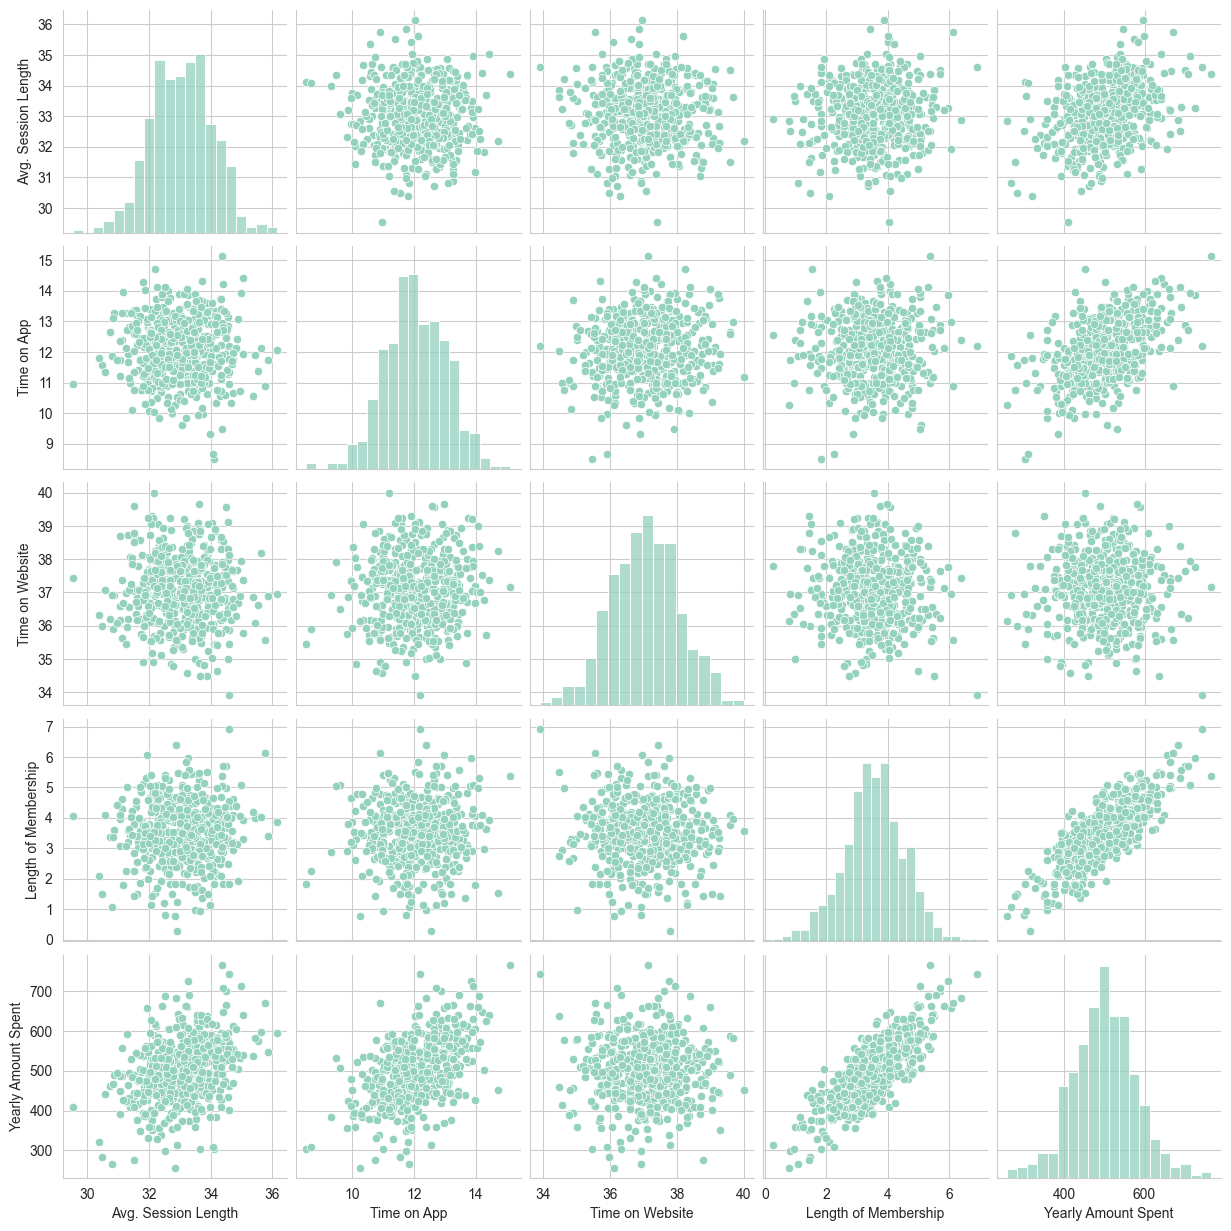 36
35
34
33
32
31
30
Avg. Session Length
15
14
13
12
11
10
9
Time on App
40
39
38
37
36
35
34
Time on Website
7
6
5
4
3
2
1
0
Length of Membership
700
600
500
400
300
Yearly Amount Spent
30 32 34 36
10 12 14
34 36 38 40
0 2 4 6
400 600
Avg. Session Length
Time on App
Time on Website
Length of Membership
Yearly Amount Spent